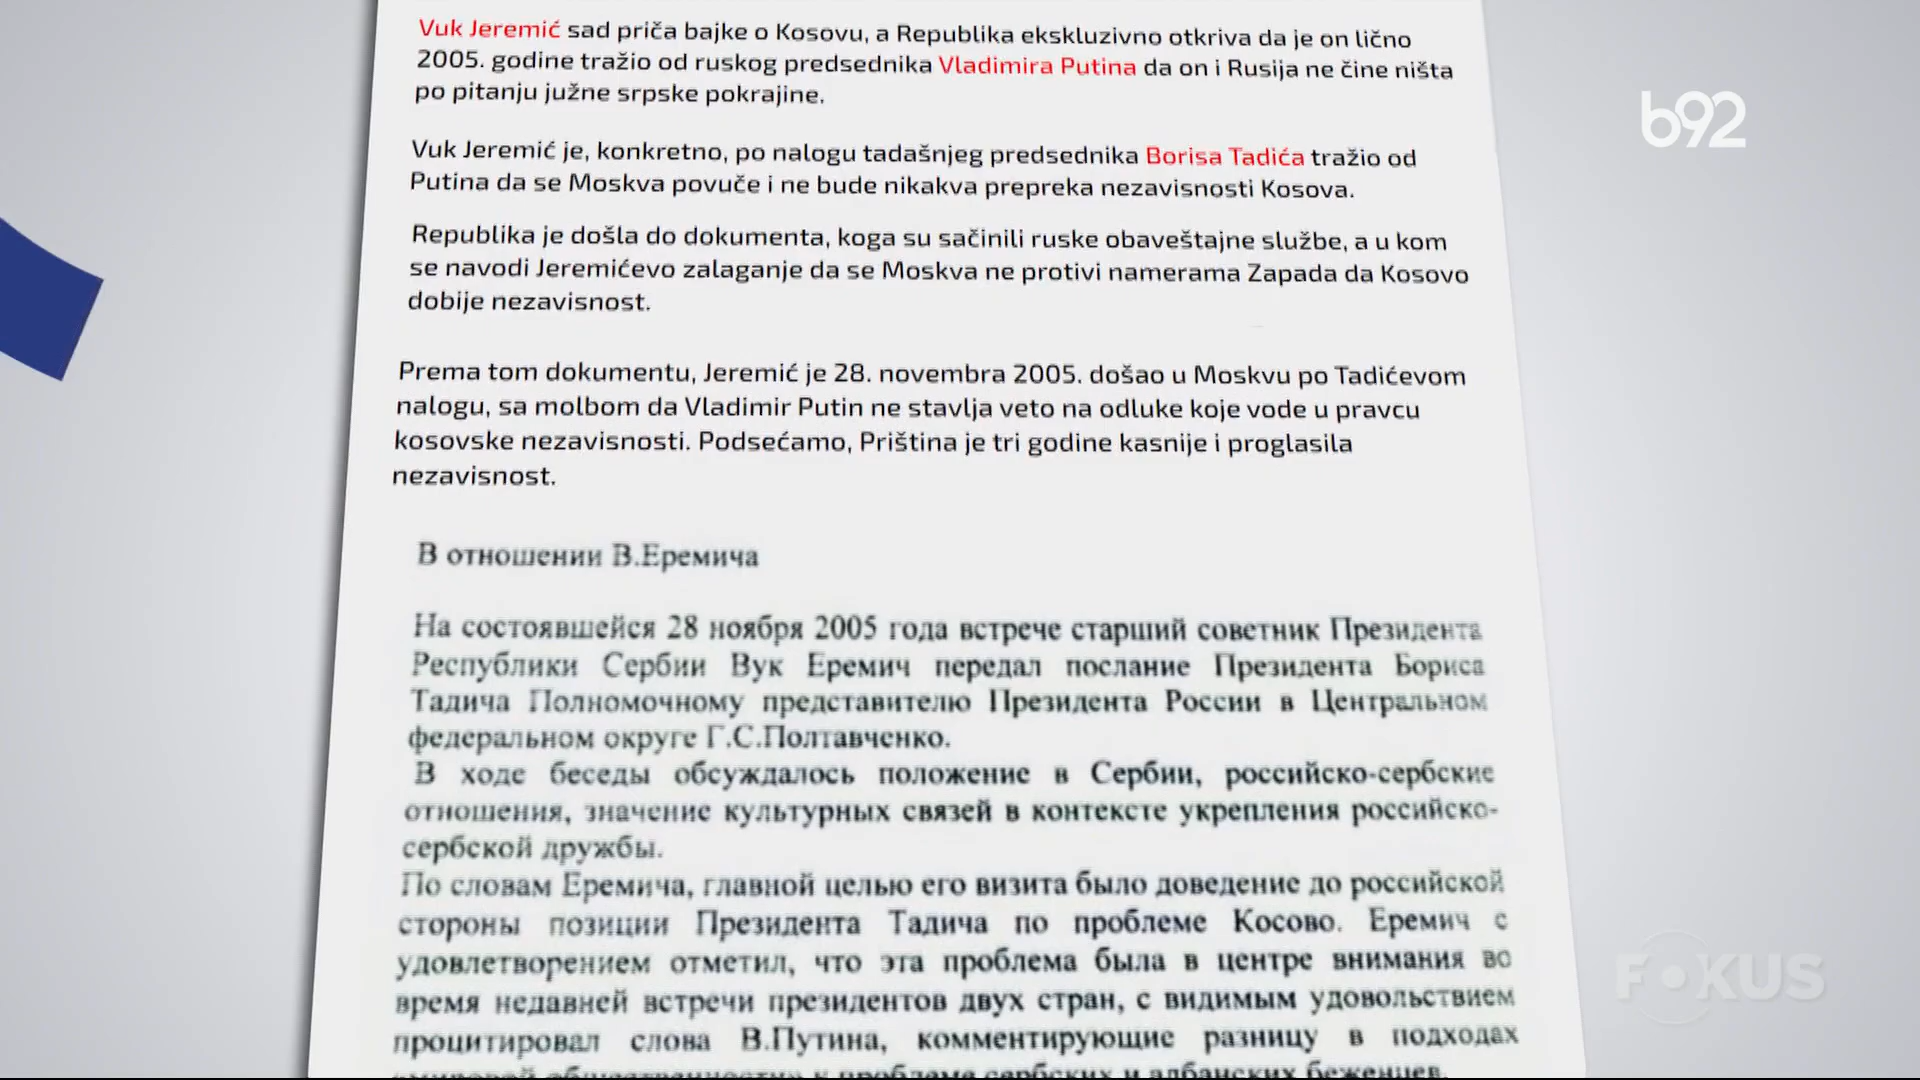 Vuk Jeremić sad priča bajke o Kosovu, a Republika ekskluzivno otkriva da je on lično
2005. godine tražio od ruskog predsednika Vladimira Putina da on i Rusija ne čine ništa
po pitanju južne srpske pokrajine.
b92
Vuk Jeremić je, konkretno, po nalogu tadašnjeg predsednika Borisa Tadića tražio od
Putina da se Moskva povuče i ne bude nikakva prepreka nezavisnosti Kosova.
Republika je došla do dokumenta, koga su sačinili ruske obaveštajne službe, a u kom
se navodi Jeremićevo zalaganje da se Moskva ne protivi namerama Zapada da Kosovo
dobije nezavisnost.
Prema tom dokumentu, Jeremić je 28. novembra 2005. došao u Moskvu po Tadićevom
nalogu, sa molbom da Vladimir Putin ne stavlja veto na odluke koje vode u pravcu
kosovske nezavisnosti. Podsećamo, Priština je tri godine kasnije i proglasila
nezavisnost.
В отношении В.Еремича
На состоявшейся 28 ноября 2005 года встрече старший советник Президента
Республики Сербии Вук Еремич передал послание Президента Бориса
Тадича Полномочному представителю Президента России в Центральном
федеральном округе Г.С.Полтавченко.
В ходе беседы обсуждалось положение в Сербии, российско-сербские
отношения, значение культурных связей в контексте укрепления российско-
сербской дружбы.
По словам Еремича, главной целью его визита было доведение до российской
стороны позиции Президента Тадича по проблеме Косово. Еремич с
удовлетворением отметил, что эта проблема была в центре внимания во
время недавней встречи президентов двух стран, с видимым удовольствием
процитировал слова В.Путина, комментирующие разницу в подходах
«мировой общественности» к проблеме сербских и албанских беженцев.
FOKUS